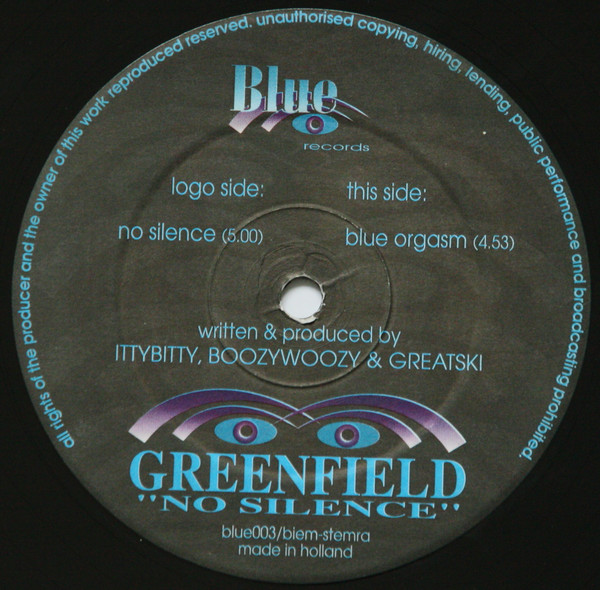 all rights of the producer and the owner of this work reproduced reserved. unauthorised copying, hiring, lending, public performance and broadcasting prohibited.
Blue
records
logo side: this side:
no silence (5.00) blue orgasm (4.53)
written & produced by
ITTYBITTY, BOOZYWOOZY & GREATSKI
GREENFIELD
"NO SILENCE"
blue003/biem-stemra
made in holland